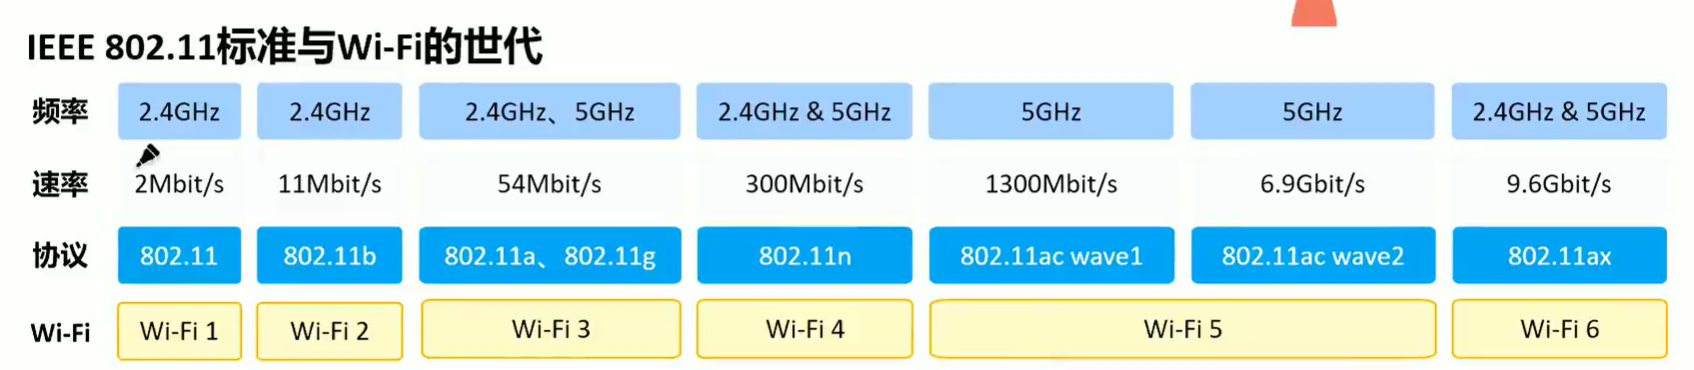 IEEE 802.11标准与Wi-Fi的世代
频率 2.4GHz 2.4GHz 2.4GHz、5GHz 2.4GHz & 5GHz 5GHz 5GHz 2.4GHz & 5GHz
速率 2Mbit/s 11Mbit/s 54Mbit/s 300Mbit/s 1300Mbit/s 6.9Gbit/s 9.6Gbit/s
协议 802.11 802.11b 802.11a、802.11g 802.11n 802.11ac wave1 802.11ac wave2 802.11ax
Wi-Fi Wi-Fi 1 Wi-Fi 2 Wi-Fi 3 Wi-Fi 4 Wi-Fi 5 Wi-Fi 6